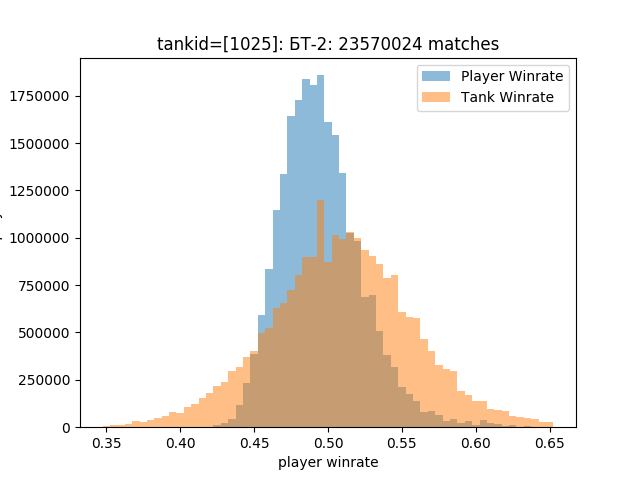 tankid=[1025]: БТ-2: 23570024 matches
Player Winrate
Tank Winrate
1750000
1500000
1250000
1000000
750000
500000
250000
0
0.35 0.40 0.45 0.50 0.55 0.60 0.65
player winrate